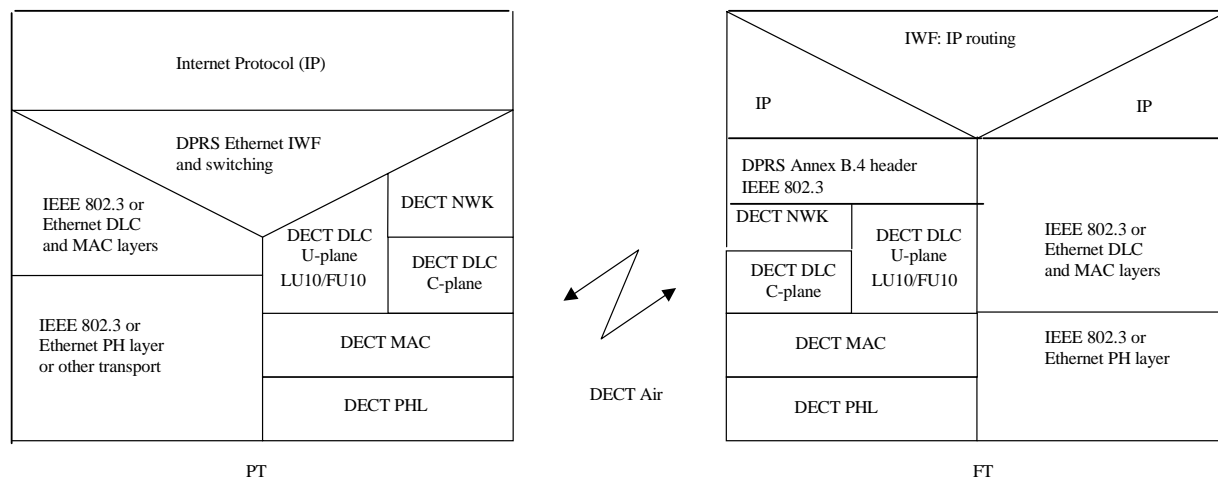 Internet Protocol (IP)
DPRS Ethernet IWF
and switching
IEEE 802.3 or
Ethernet DLC
and MAC layers
DECT NWK
DECT DLC
U-plane
LU10/FU10
DECT DLC
C-plane
IEEE 802.3 or
Ethernet PH layer
or other transport
DECT MAC
DECT PHL
PT
DECT Air
IWF: IP routing
IP
IP
DPRS Annex B.4 header
IEEE 802.3
DECT NWK
DECT DLC
U-plane
LU10/FU10
DECT DLC
C-plane
IEEE 802.3 or
Ethernet DLC
and MAC layers
DECT MAC
IEEE 802.3 or
Ethernet PH layer
DECT PHL
FT